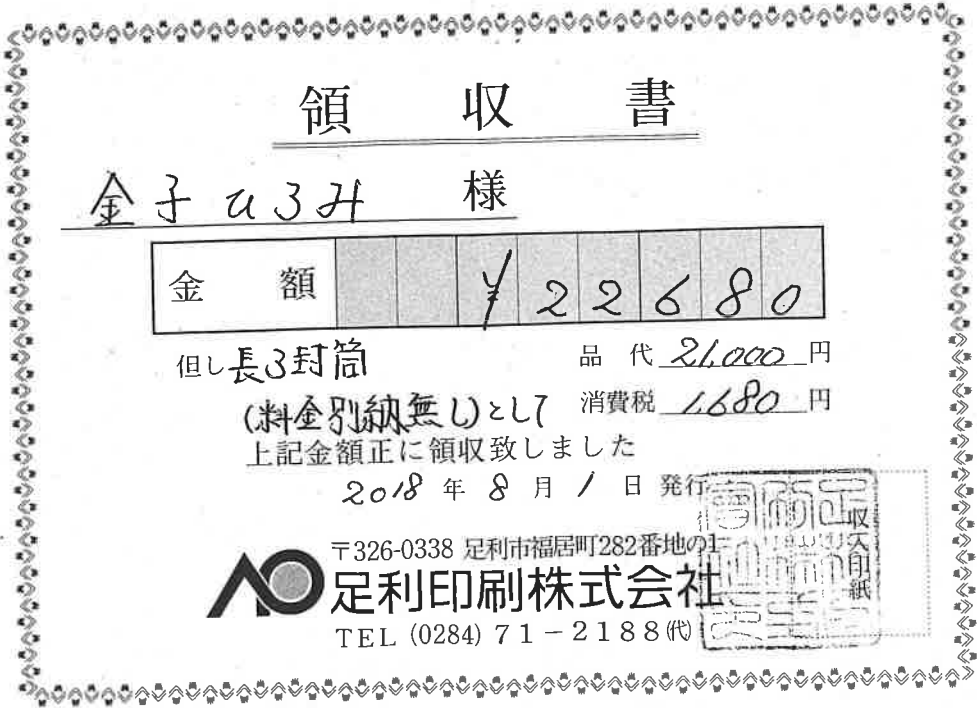 領 収 書
金子ひろみ 様
金 額 ¥22680
但し 長3封筒 品 代 21,000 円
(料金別納無し)として 消費税 1,680 円
上記金額正に領収致しました
2018 年 8 月 1 日 発行
〒326-0338 足利市福居町282番地の1
足利印刷株式会社
TEL (0284) 71-2188㈹
収入印紙